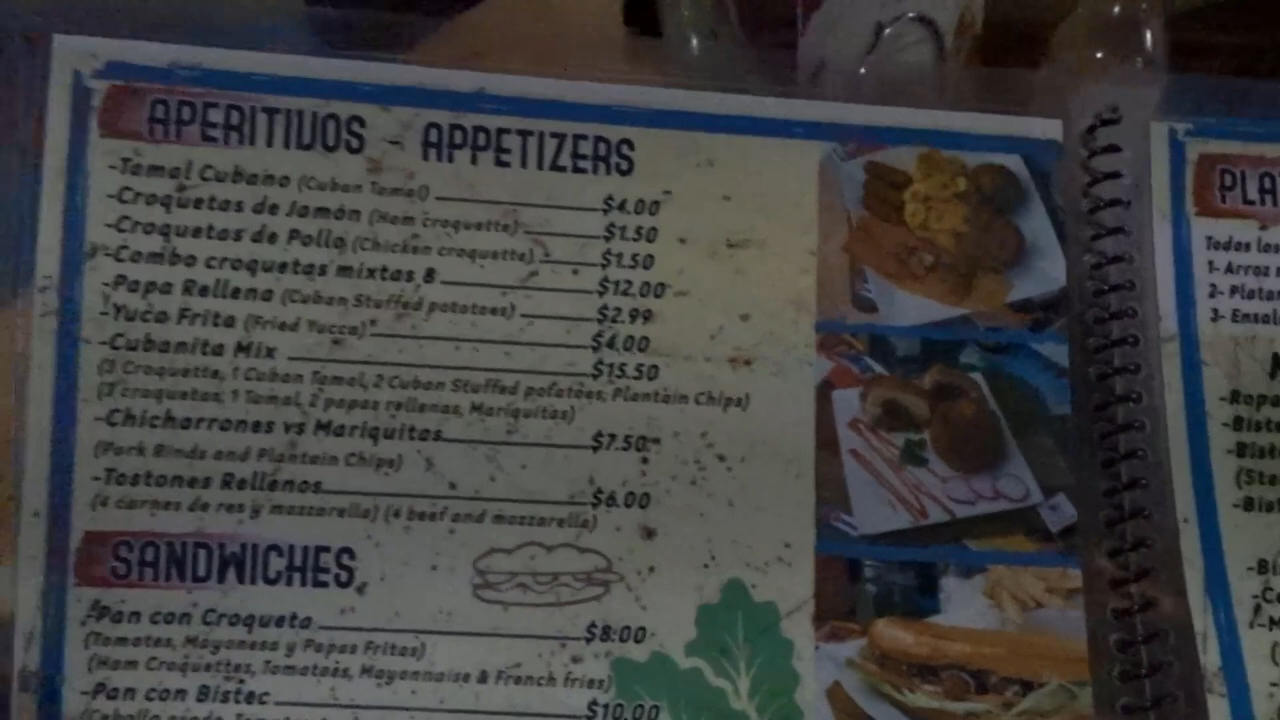 APERITIVOS - APPETIZERS
-Tamal Cubano (Cuban Tamal) $4.00
-Croquetas de Jamón (Ham croquette) $1.50
-Croquetas de Pollo (Chicken croquette) $1.50
-Combo croquetas mixtas 8 $12.00
-Papa Rellena (Cuban Stuffed potatoes) $2.99
-Yuca Frita (Fried Yucca) $4.00
-Cubanita Mix $15.50
(3 Croquette, 1 Cuban Tamal, 2 Cuban Stuffed potatoes, Plantain Chips)
(3 croquetas, 1 Tamal, 2 papas rellenas, Mariquitas)
-Chicharrones vs Mariquitas $7.50
(Pork Rinds and Plantain Chips)
-Tostones Rellenos $6.00
(4 carnes de res y mozzarella) (4 beef and mozzarella)
SANDWICHES
-Pan con Croqueta $8.00
(Tomates, Mayonesa y Papas Fritas)
(Ham Croquettes, Tomatoes, Mayonnaise & French fries)
-Pan con Bistec $10.00
PLA
Todos los
1- Arroz
2- Platan
3- Ensal
-Ropa
-Biste
-Biste
(Ste
-Bis
-Bi
-Ca
-M